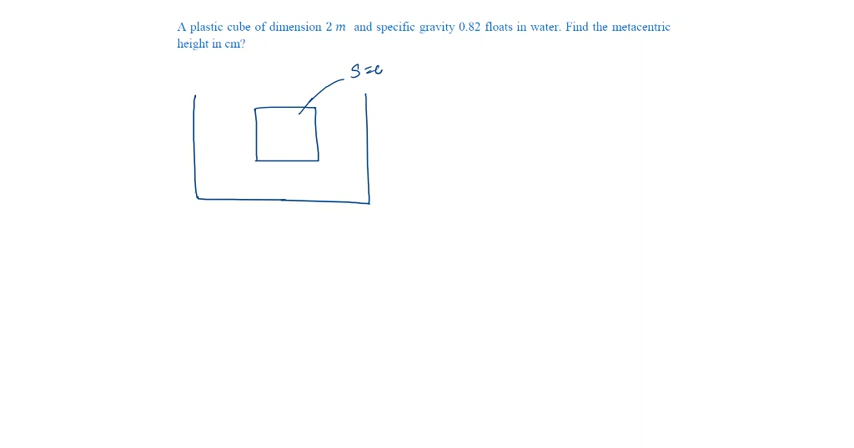 A plastic cube of dimension 2 m and specific gravity 0.82 floats in water. Find the metacentric
height in cm?
S=